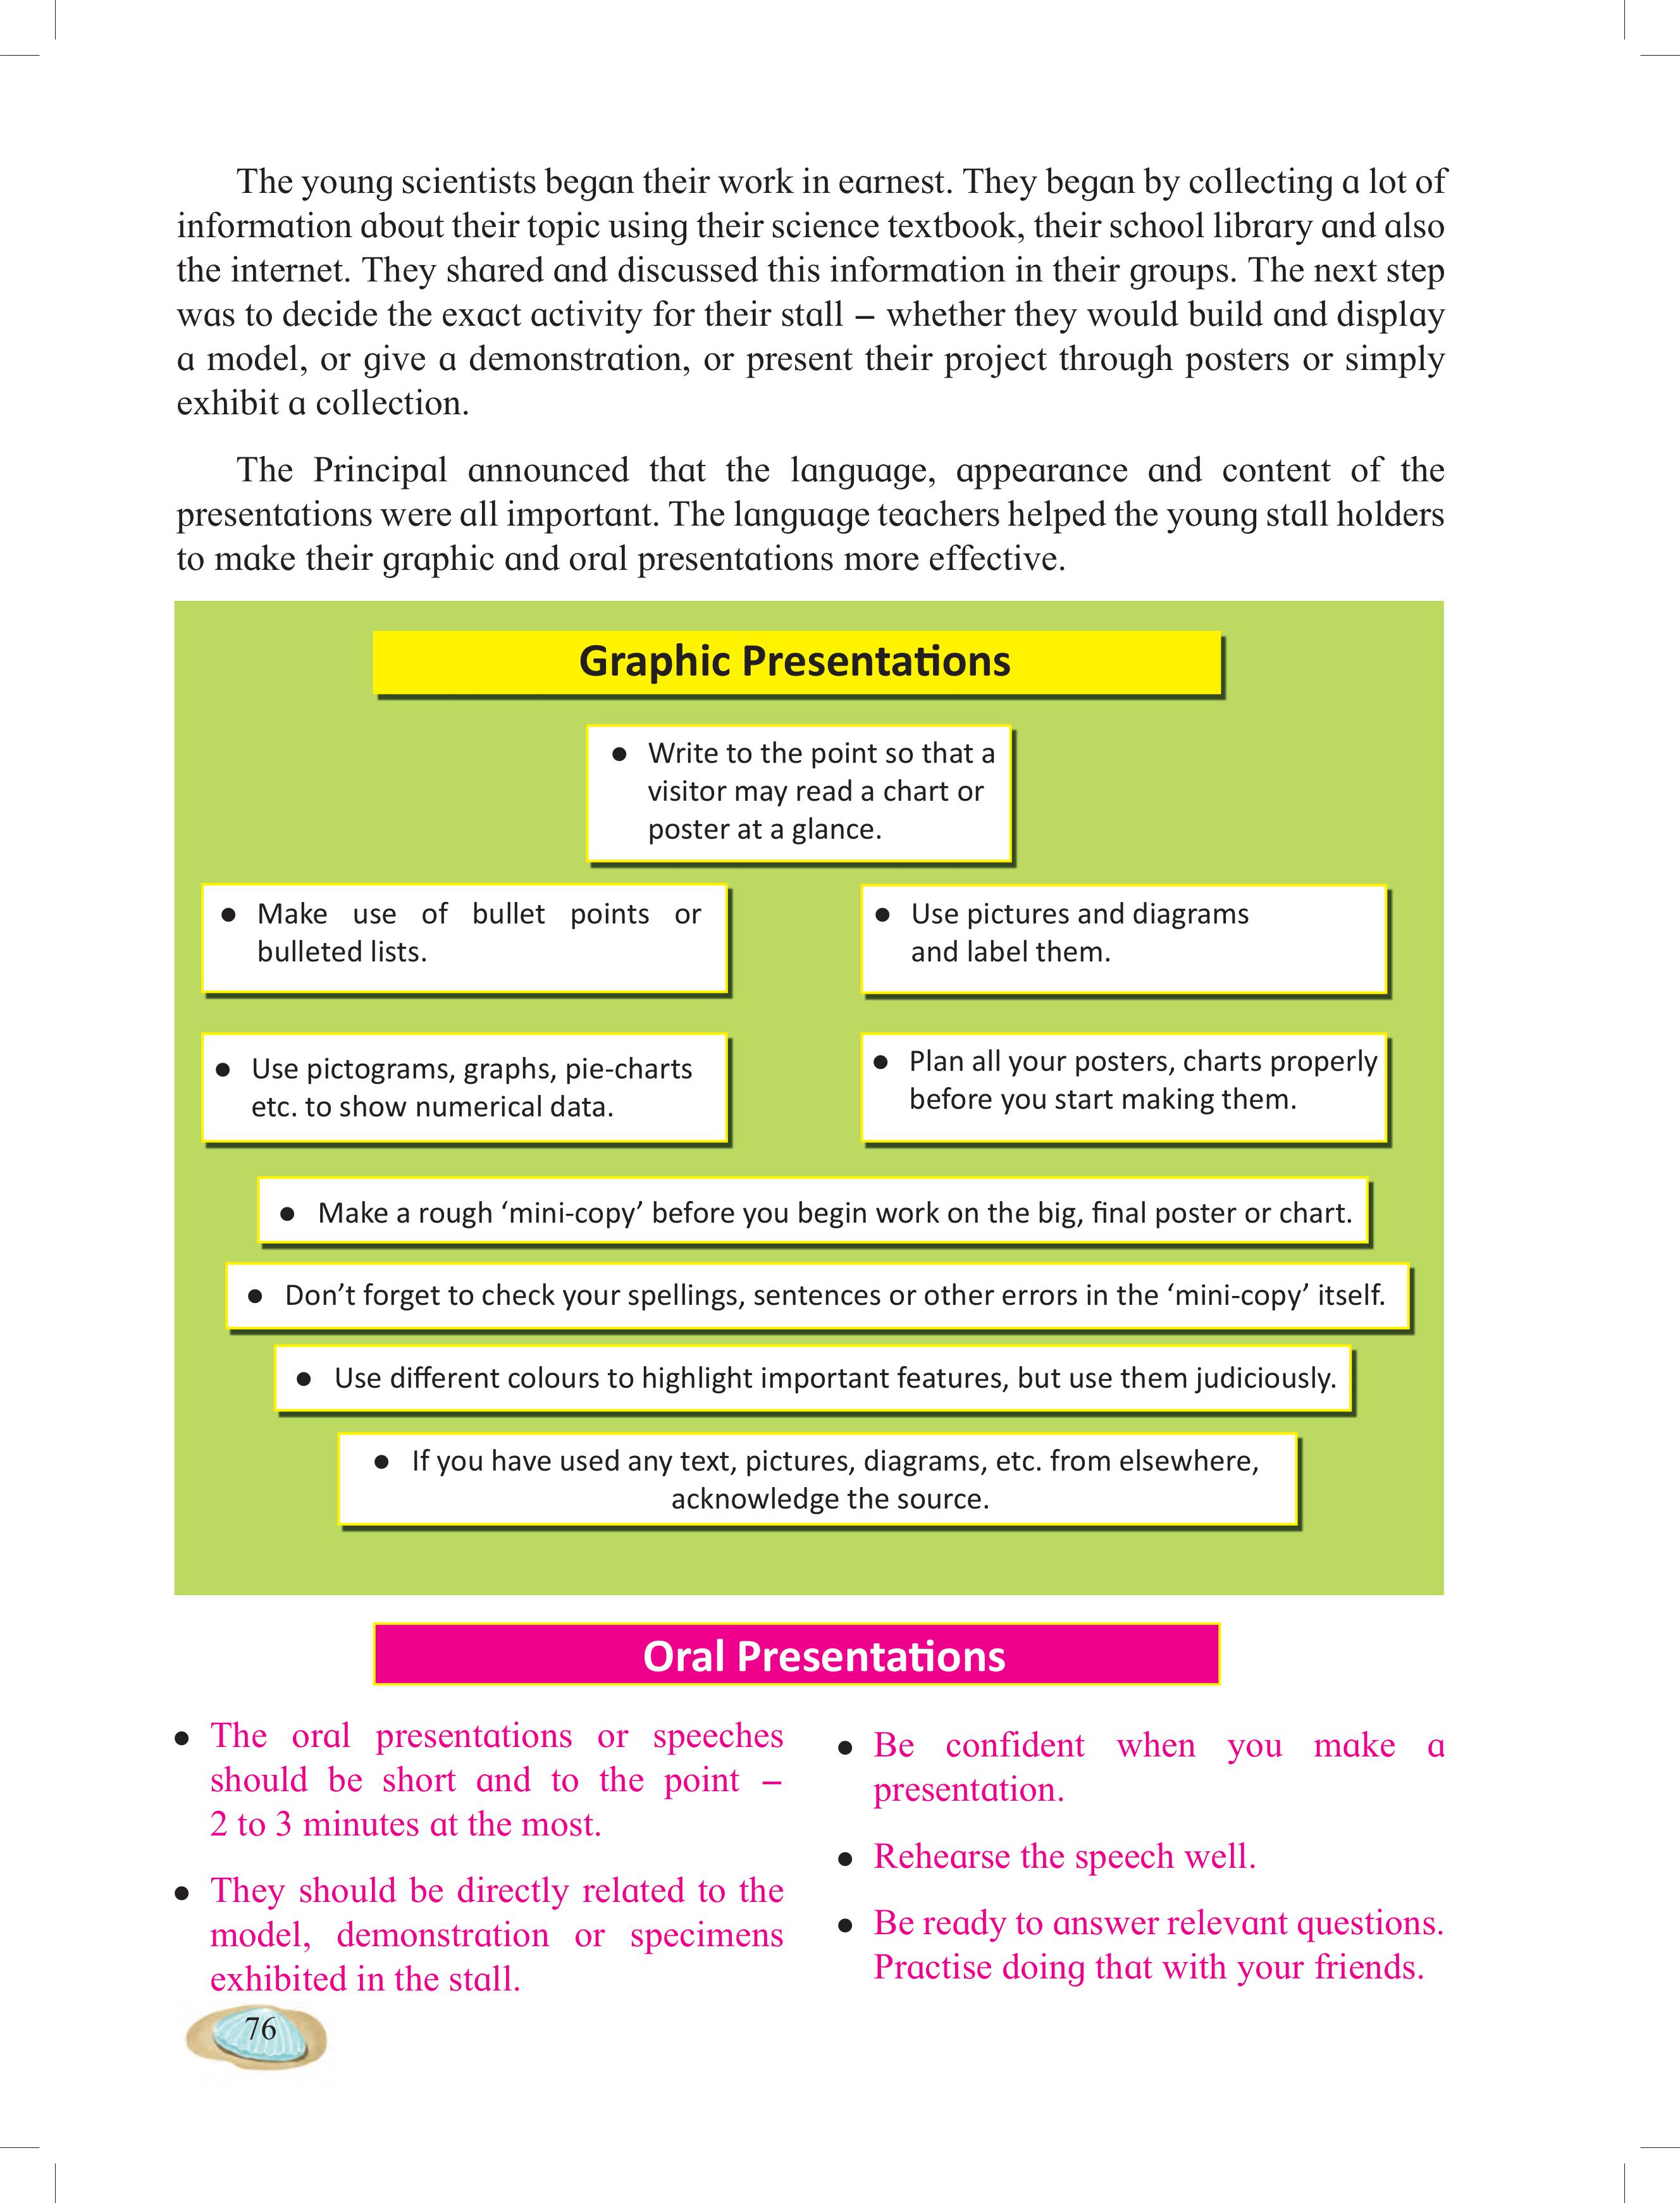 The young scientists began their work in earnest. They began by collecting a lot of
information about their topic using their science textbook, their school library and also
the internet. They shared and discussed this information in their groups. The next step
was to decide the exact activity for their stall – whether they would build and display
a model, or give a demonstration, or present their project through posters or simply
exhibit a collection.
The Principal announced that the language, appearance and content of the
presentations were all important. The language teachers helped the young stall holders
to make their graphic and oral presentations more effective.
Graphic Presentations
● Write to the point so that a
visitor may read a chart or
poster at a glance.
● Make use of bullet points or
bulleted lists.
● Use pictures and diagrams
and label them.
● Use pictograms, graphs, pie-charts
etc. to show numerical data.
● Plan all your posters, charts properly
before you start making them.
● Make a rough ‘mini-copy’ before you begin work on the big, final poster or chart.
● Don’t forget to check your spellings, sentences or other errors in the ‘mini-copy’ itself.
● Use different colours to highlight important features, but use them judiciously.
● If you have used any text, pictures, diagrams, etc. from elsewhere,
acknowledge the source.
Oral Presentations
● The oral presentations or speeches
should be short and to the point –
2 to 3 minutes at the most.
● They should be directly related to the
model, demonstration or specimens
exhibited in the stall.
● Be confident when you make a
presentation.
● Rehearse the speech well.
● Be ready to answer relevant questions.
Practise doing that with your friends.
76